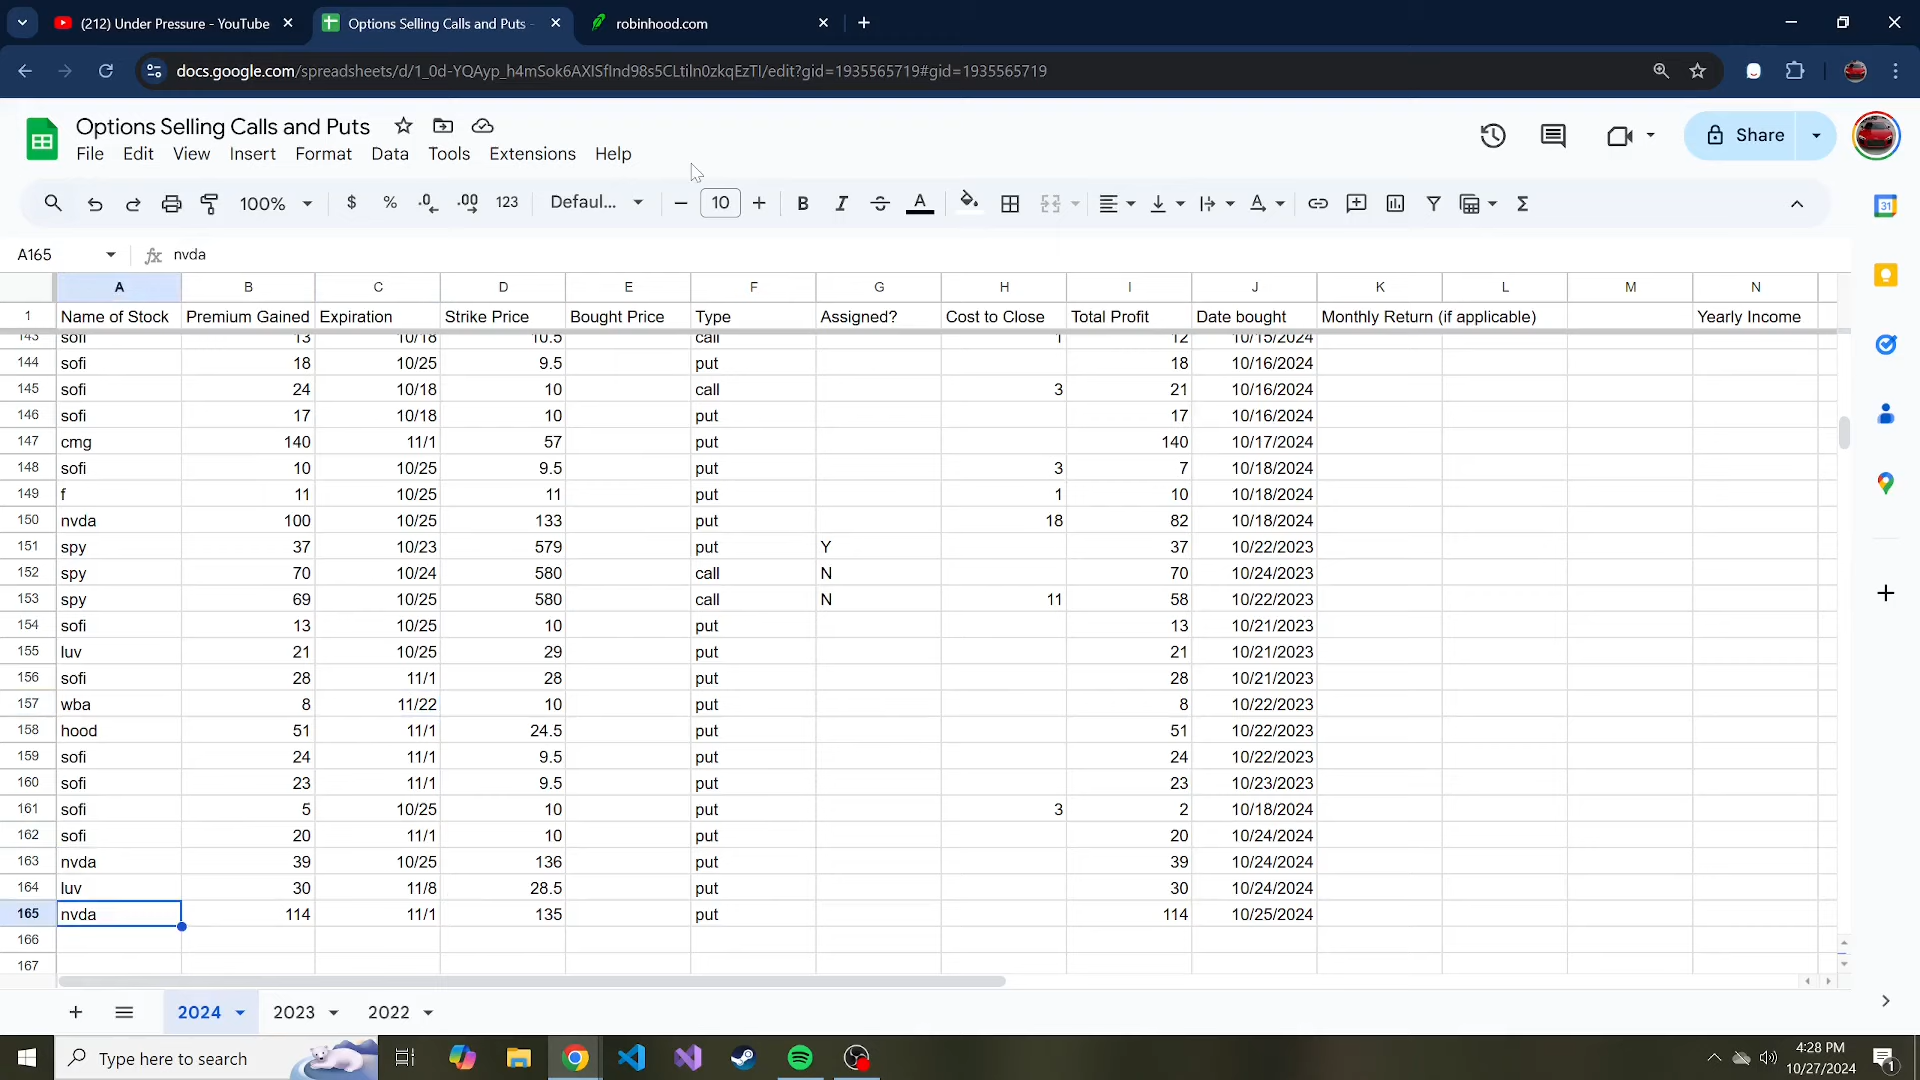 (212) Under Pressure - YouTube
Options Selling Calls and Puts -
robinhood.com
docs.google.com/spreadsheets/d/1_0d-YQAyp_h4mSok6AXISfInd98s5CLtiln0zkqEzTI/edit?gid=1935565719#gid=1935565719
Options Selling Calls and Puts
File Edit View Insert Format Data Tools Extensions Help
Share
100% $ % .0 .00 123 Defaul... 10 B I A
A165 fx nvda
A B C D E F G H I J K L M N
1 Name of Stock Premium Gained Expiration Strike Price Bought Price Type Assigned? Cost to Close Total Profit Date bought Monthly Return (if applicable) Yearly Income
143 sofi 13 10/18 10.5 call 1 12 10/15/2024
144 sofi 18 10/25 9.5 put 18 10/16/2024
145 sofi 24 10/18 10 call 3 21 10/16/2024
146 sofi 17 10/18 10 put 17 10/16/2024
147 cmg 140 11/1 57 put 140 10/17/2024
148 sofi 10 10/25 9.5 put 3 7 10/18/2024
149 f 11 10/25 11 put 1 10 10/18/2024
150 nvda 100 10/25 133 put 18 82 10/18/2024
151 spy 37 10/23 579 put Y 37 10/22/2023
152 spy 70 10/24 580 call N 70 10/24/2023
153 spy 69 10/25 580 call N 11 58 10/22/2023
154 sofi 13 10/25 10 put 13 10/21/2023
155 luv 21 10/25 29 put 21 10/21/2023
156 sofi 28 11/1 28 put 28 10/21/2023
157 wba 8 11/22 10 put 8 10/22/2023
158 hood 51 11/1 24.5 put 51 10/22/2023
159 sofi 24 11/1 9.5 put 24 10/22/2023
160 sofi 23 11/1 9.5 put 23 10/23/2023
161 sofi 5 10/25 10 put 3 2 10/18/2024
162 sofi 20 11/1 10 put 20 10/24/2024
163 nvda 39 10/25 136 put 39 10/24/2024
164 luv 30 11/8 28.5 put 30 10/24/2024
165 nvda 114 11/1 135 put 114 10/25/2024
166
167
2024 2023 2022
Type here to search
4:28 PM
10/27/2024
1
31